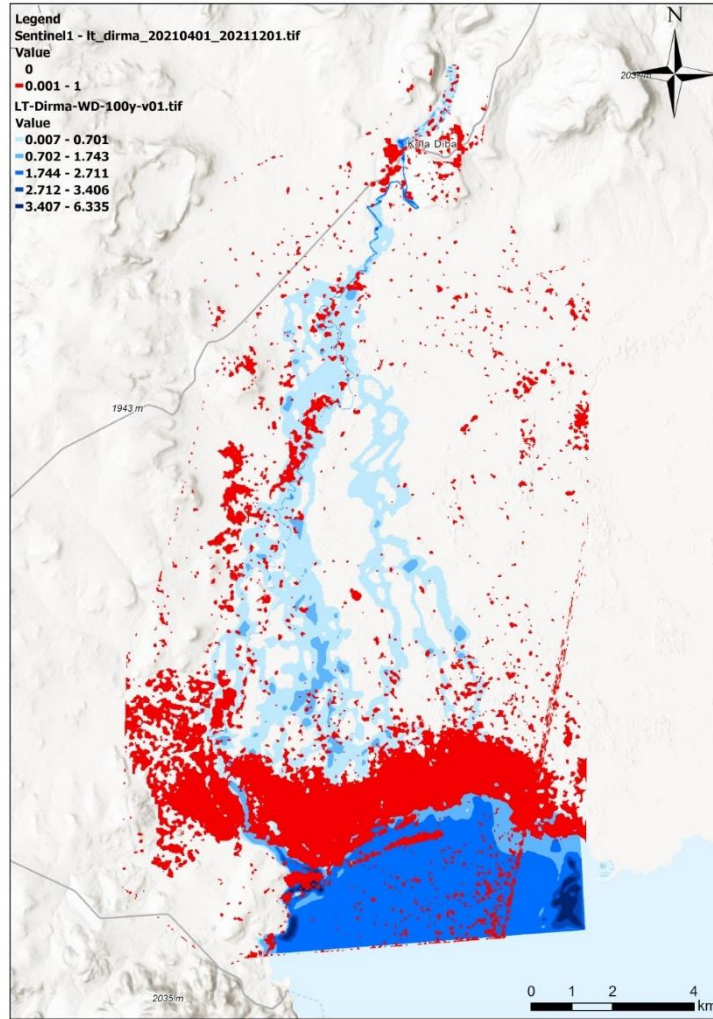 Legend
Sentinel1 - lt_dirma_20210401_20211201.tif
Value
0
0.001 - 1
LT-Dirma-WD-100y-v01.tif
Value
0.007 - 0.701
0.702 - 1.743
1.744 - 2.711
2.712 - 3.406
3.407 - 6.335
N
2037 m
Kola Diba
1943 m
2035 m
0 1 2 4
km